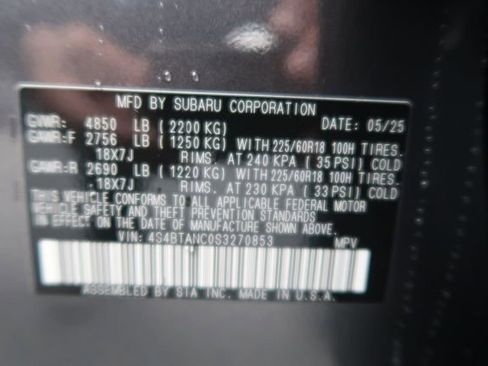 MFD BY SUBARU CORPORATION
GVWR: 4850 LB (2200 KG) DATE: 05/25
GAWR:F 2756 LB (1250 KG) WITH 225/60R18 100H TIRES,
18X7J RIMS, AT 240 KPA (35 PSI) COLD
GAWR:R 2690 LB (1220 KG) WITH 225/60R18 100H TIRES,
18X7J RIMS, AT 230 KPA (33 PSI) COLD
THIS VEHICLE CONFORMS TO ALL APPLICABLE FEDERAL MOTOR
VEHICLE SAFETY AND THEFT PREVENTION STANDARDS
IN EFFECT ON THE DATE OF MANUFACTURE SHOWN ABOVE.
VIN: 4S4BTANC0S3270853 MPV
ASSEMBLED BY SIA INC. MADE IN U.S.A.